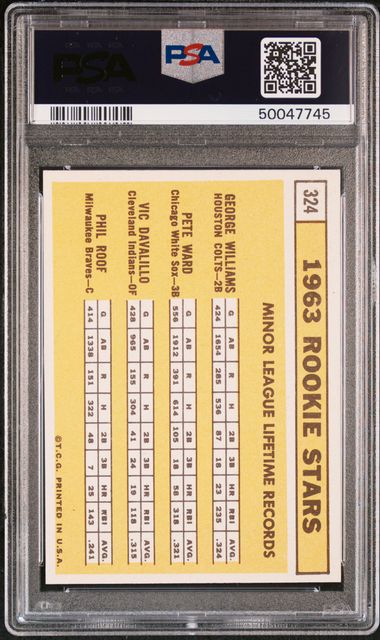 PSA
PSA
50047745
324
1963 ROOKIE STARS
MINOR LEAGUE LIFETIME RECORDS
GEORGE WILLIAMS
HOUSTON COLTS—2B
G AB R H 2B 3B HR RBI AVG.
424 1654 285 536 87 18 23 235 .324
PETE WARD
Chicago White Sox—3B
G AB R H 2B 3B HR RBI AVG.
556 1912 391 614 105 18 58 318 .321
VIC DAVALILLO
Cleveland Indians—OF
G AB R H 2B 3B HR RBI AVG.
428 965 155 304 41 24 19 118 .315
PHIL ROOF
Milwaukee Braves—C
G AB R H 2B 3B HR RBI AVG.
414 1338 151 322 48 7 25 143 .241
©T.C.G. PRINTED IN U.S.A.